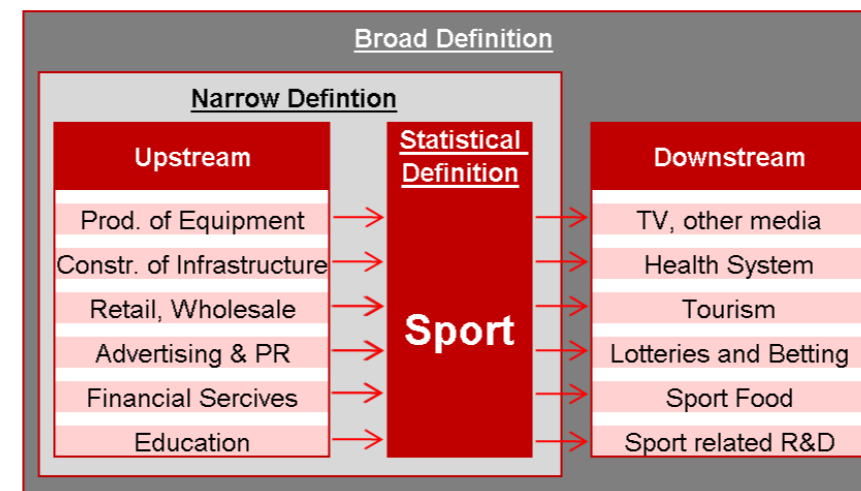 Broad Definition
Narrow Defintion
Upstream
Statistical
Definition
Downstream
Prod. of Equipment
TV, other media
Constr. of Infrastructure
Health System
Retail, Wholesale
Tourism
Sport
Advertising & PR
Lotteries and Betting
Financial Sercives
Sport Food
Education
Sport related R&D